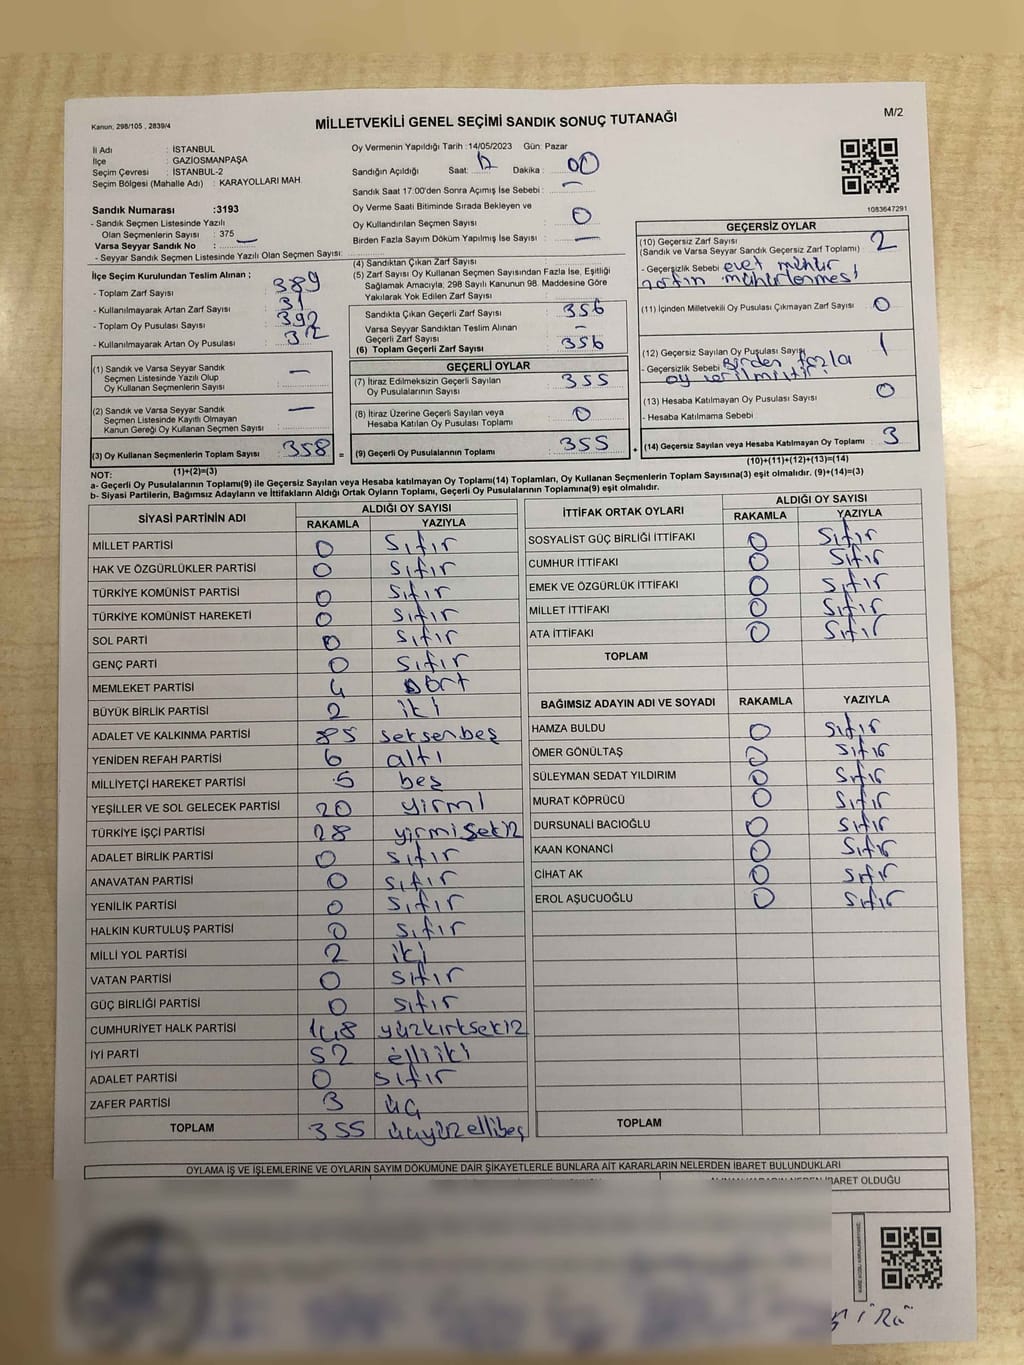 Kanun; 298/105 , 2839/4
MİLLETVEKİLİ GENEL SEÇİMİ SANDIK SONUÇ TUTANAĞI
M/2
İl Adı : İSTANBUL
İlçe : GAZİOSMANPAŞA
Seçim Çevresi : İSTANBUL-2
Seçim Bölgesi (Mahalle Adı) : KARAYOLLARI MAH.
Sandık Numarası :3193
- Sandık Seçmen Listesinde Yazılı
Olan Seçmenlerin Sayısı : 375
Varsa Seyyar Sandık No : —
- Seyyar Sandık Seçmen Listesinde Yazılı Olan Seçmen Sayısı:
Oy Vermenin Yapıldığı Tarih :14/05/2023 Gün: Pazar
Sandığın Açıldığı Saat: 17 Dakika : 00
Sandık Saat 17:00'den Sonra Açımış İse Sebebi : —
Oy Verme Saati Bitiminde Sırada Bekleyen ve
Oy Kullandırılan Seçmen Sayısı : 0
Birden Fazla Sayım Döküm Yapılmış İse Sayısı : —
1083647291
İlçe Seçim Kurulundan Teslim Alınan ;
- Toplam Zarf Sayısı : 389
- Kullanılmayarak Artan Zarf Sayısı : 31
- Toplam Oy Pusulası Sayısı : 392
- Kullanılmayarak Artan Oy Pusulası :
(4) Sandıktan Çıkan Zarf Sayısı :
(5) Zarf Sayısı Oy Kullanan Seçmen Sayısından Fazla İse, Eşitliği
Sağlamak Amacıyla, 298 Sayılı Kanunun 98. Maddesine Göre
Yakılarak Yok Edilen Zarf Sayısı :
Sandıkta Çıkan Geçerli Zarf Sayısı : 356
Varsa Seyyar Sandıktan Teslim Alınan
Geçerli Zarf Sayısı : —
(6) Toplam Geçerli Zarf Sayısı : 356
GEÇERSİZ OYLAR
(10) Geçersiz Zarf Sayısı
(Sandık ve Varsa Seyyar Sandık Geçersiz Zarf Toplamı) : 2
- Geçersizlik Sebebi evet mühür
zarfın mühürlenmesi
(11) İçinden Milletvekili Oy Pusulası Çıkmayan Zarf Sayısı : 0
(12) Geçersiz Sayılan Oy Pusulası Sayısı 1
- Geçersizlik Sebebi Birden fazla
oy verilmiştir
(13) Hesaba Katılmayan Oy Pusulası Sayısı : 0
- Hesaba Katılmama Sebebi
(14) Geçersiz Sayılan veya Hesaba Katılmayan Oy Toplamı : 3
(10)+(11)+(12)+(13)=(14)
(1) Sandık ve Varsa Seyyar Sandık
Seçmen Listesinde Yazılı Olup
Oy Kullanan Seçmenlerin Sayısı : —
(2) Sandık ve Varsa Seyyar Sandık
Seçmen Listesinde Kayıtlı Olmayan
Kanun Gereği Oy Kullanan Seçmen Sayısı : —
(3) Oy Kullanan Seçmenlerin Toplam Sayısı : 358 =
(1)+(2)=(3)
GEÇERLİ OYLAR
(7) İtiraz Edilmeksizin Geçerli Sayılan
Oy Pusulalarının Sayısı : 355
(8) İtiraz Üzerine Geçerli Sayılan veya
Hesaba Katılan Oy Pusulası Toplamı : 0
(9) Geçerli Oy Pusulalarının Toplamı : 355 +
NOT:
a- Geçerli Oy Pusulalarının Toplamı(9) ile Geçersiz Sayılan veya Hesaba katılmayan Oy Toplamı(14) Toplamları, Oy Kullanan Seçmenlerin Toplam Sayısına(3) eşit olmalıdır. (9)+(14)=(3)
b- Siyasi Partilerin, Bağımsız Adayların ve İttifakların Aldığı Ortak Oyların Toplamı, Geçerli Oy Pusulalarının Toplamına(9) eşit olmalıdır.
SİYASİ PARTİNİN ADI ALDIĞI OY SAYISI
RAKAMLA YAZIYLA
MİLLET PARTİSİ 0 Sıfır
HAK VE ÖZGÜRLÜKLER PARTİSİ 0 Sıfır
TÜRKİYE KOMÜNİST PARTİSİ 0 Sıfır
TÜRKİYE KOMÜNİST HAREKETİ 0 Sıfır
SOL PARTİ 0 Sıfır
GENÇ PARTİ 0 Sıfır
MEMLEKET PARTİSİ 4 Dört
BÜYÜK BİRLİK PARTİSİ 2 iki
ADALET VE KALKINMA PARTİSİ 85 seksenbeş
YENİDEN REFAH PARTİSİ 6 altı
MİLLİYETÇİ HAREKET PARTİSİ 5 beş
YEŞİLLER VE SOL GELECEK PARTİSİ 20 yirmi
TÜRKİYE İŞÇİ PARTİSİ 28 yirmisekiz
ADALET BİRLİK PARTİSİ 0 sıfır
ANAVATAN PARTİSİ 0 sıfır
YENİLİK PARTİSİ 0 sıfır
HALKIN KURTULUŞ PARTİSİ 0 sıfır
MİLLİ YOL PARTİSİ 2 iki
VATAN PARTİSİ 0 sıfır
GÜÇ BİRLİĞİ PARTİSİ 0 sıfır
CUMHURİYET HALK PARTİSİ 148 yüzkırksekiz
İYİ PARTİ 52 elliiki
ADALET PARTİSİ 0 sıfır
ZAFER PARTİSİ 3 üç
TOPLAM 355 üçyüzellibeş
İTTİFAK ORTAK OYLARI ALDIĞI OY SAYISI
RAKAMLA YAZIYLA
SOSYALİST GÜÇ BİRLİĞİ İTTİFAKI 0 Sıfır
CUMHUR İTTİFAKI 0 Sıfır
EMEK VE ÖZGÜRLÜK İTTİFAKI 0 Sıfır
MİLLET İTTİFAKI 0 Sıfır
ATA İTTİFAKI 0 Sıfır
TOPLAM
BAĞIMSIZ ADAYIN ADI VE SOYADI RAKAMLA YAZIYLA
HAMZA BULDU 0 Sıfır
ÖMER GÖNÜLTAŞ 0 Sıfır
SÜLEYMAN SEDAT YILDIRIM 0 Sıfır
MURAT KÖPRÜCÜ 0 Sıfır
DURSUNALİ BACIOĞLU 0 Sıfır
KAAN KONANCİ 0 Sıfır
CİHAT AK 0 Sıfır
EROL AŞUCUOĞLU 0 Sıfır
TOPLAM
OYLAMA İŞ VE İŞLEMLERİNE VE OYLARIN SAYIM DÖKÜMÜNE DAİR ŞİKAYETLERLE BUNLARA AİT KARARLARIN NELERDEN İBARET BULUNDUKLARI
İBARET OLDUĞU